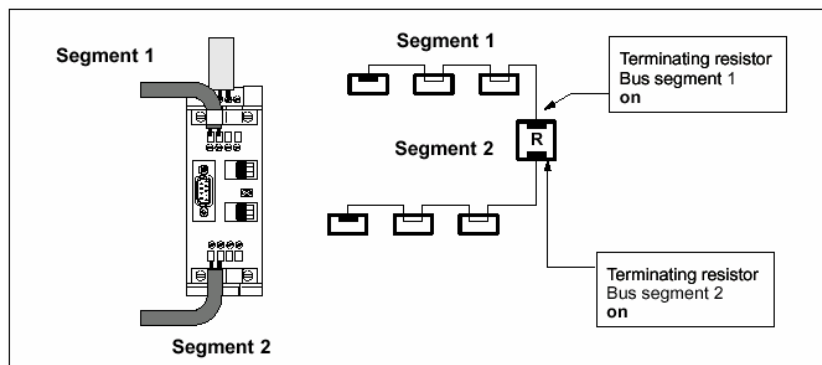 Segment 1
Segment 1
Terminating resistor
Bus segment 1
on
R
Segment 2
Terminating resistor
Bus segment 2
on
Segment 2